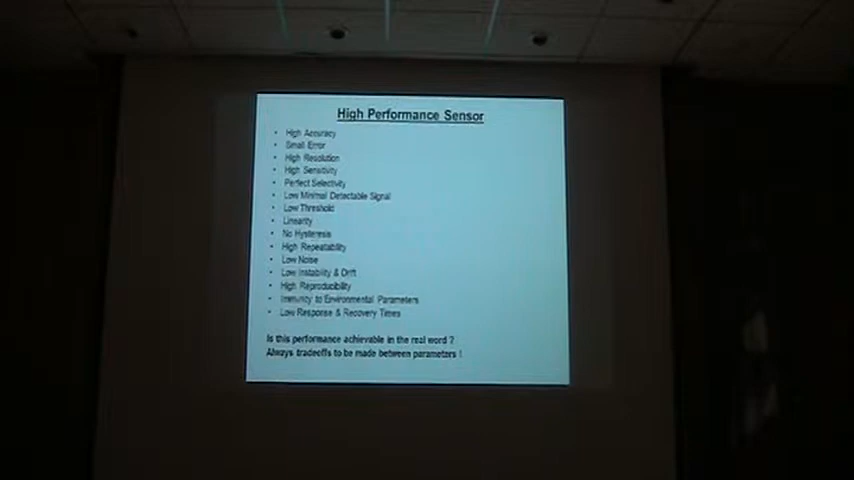 High Performance Sensor
• High Accuracy
• Small Error
• High Resolution
• High Sensitivity
• Perfect Selectivity
• Low Minimal Detectable Signal
• Low Threshold
• Linearity
• No Hysteresis
• High Repeatability
• Low Noise
• Low Instability & Drift
• High Reproducibility
• Immunity to Environmental Parameters
• Low Response & Recovery Times
Is this performance achievable in the real word ?
Always tradeoffs to be made between parameters !